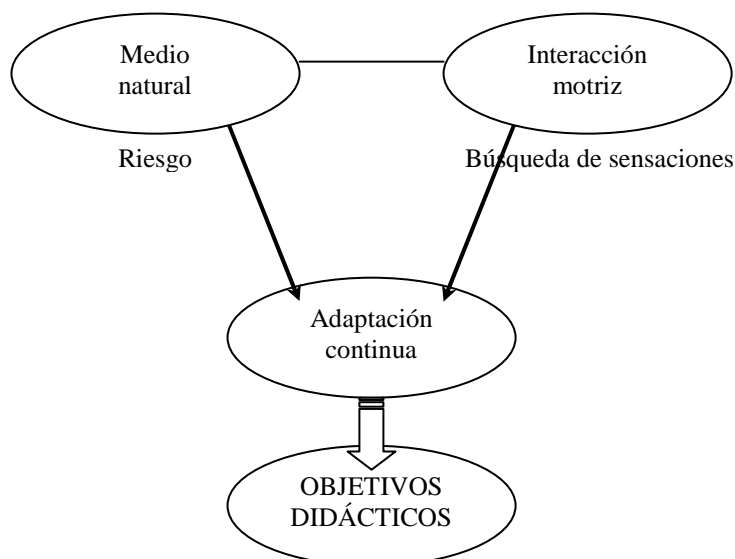 Medio
natural
Interacción
motriz
Riesgo
Búsqueda de sensaciones
Adaptación
continua
OBJETIVOS
DIDÁCTICOS